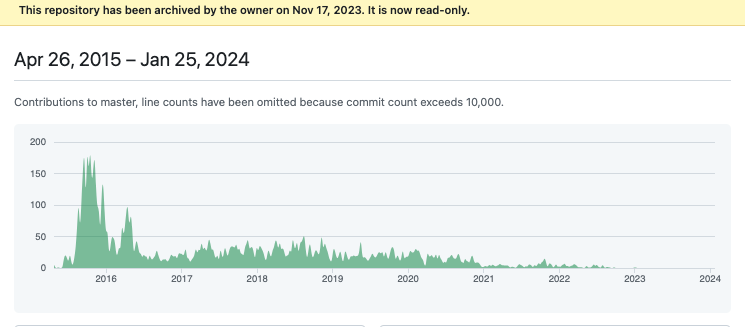 This repository has been archived by the owner on Nov 17, 2023. It is now read-only.
Apr 26, 2015 – Jan 25, 2024
Contributions to master, line counts have been omitted because commit count exceeds 10,000.
200
150
100
50
0
2016 2017 2018 2019 2020 2021 2022 2023 2024